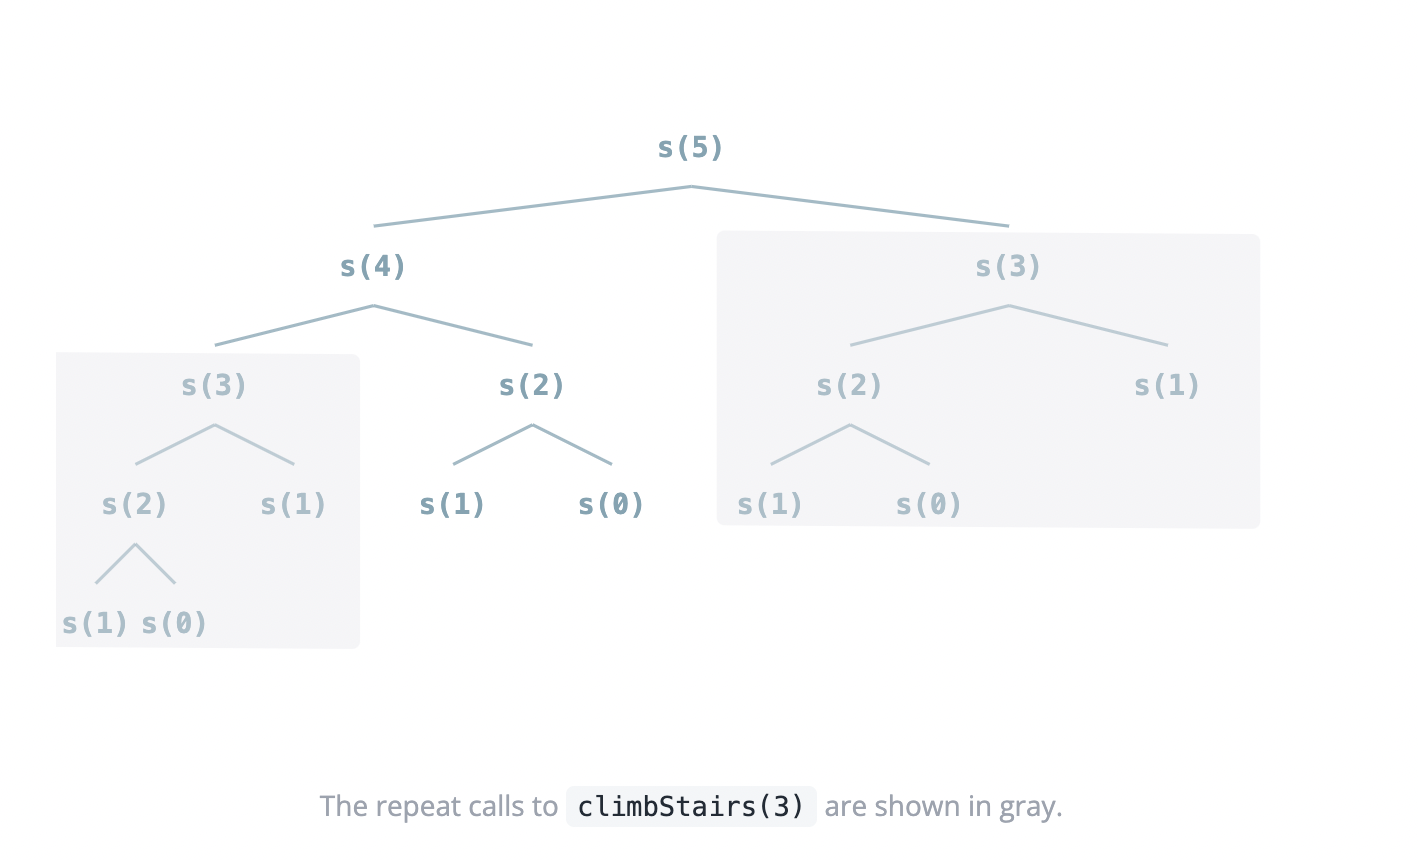 s(5)
s(4) s(3)
s(3) s(2) s(2) s(1)
s(2) s(1) s(1) s(0) s(1) s(0)
s(1) s(0)
The repeat calls to climbStairs(3) are shown in gray.